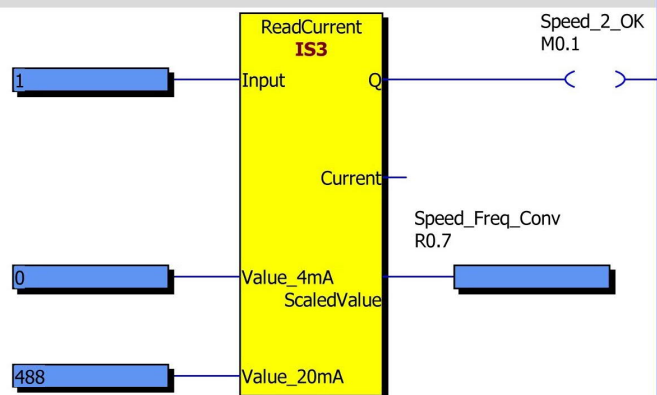 ReadCurrent
IS3
Speed_2_OK
M0.1
1
Input
Q
Current
Speed_Freq_Conv
R0.7
0
Value_4mA
ScaledValue
488
Value_20mA